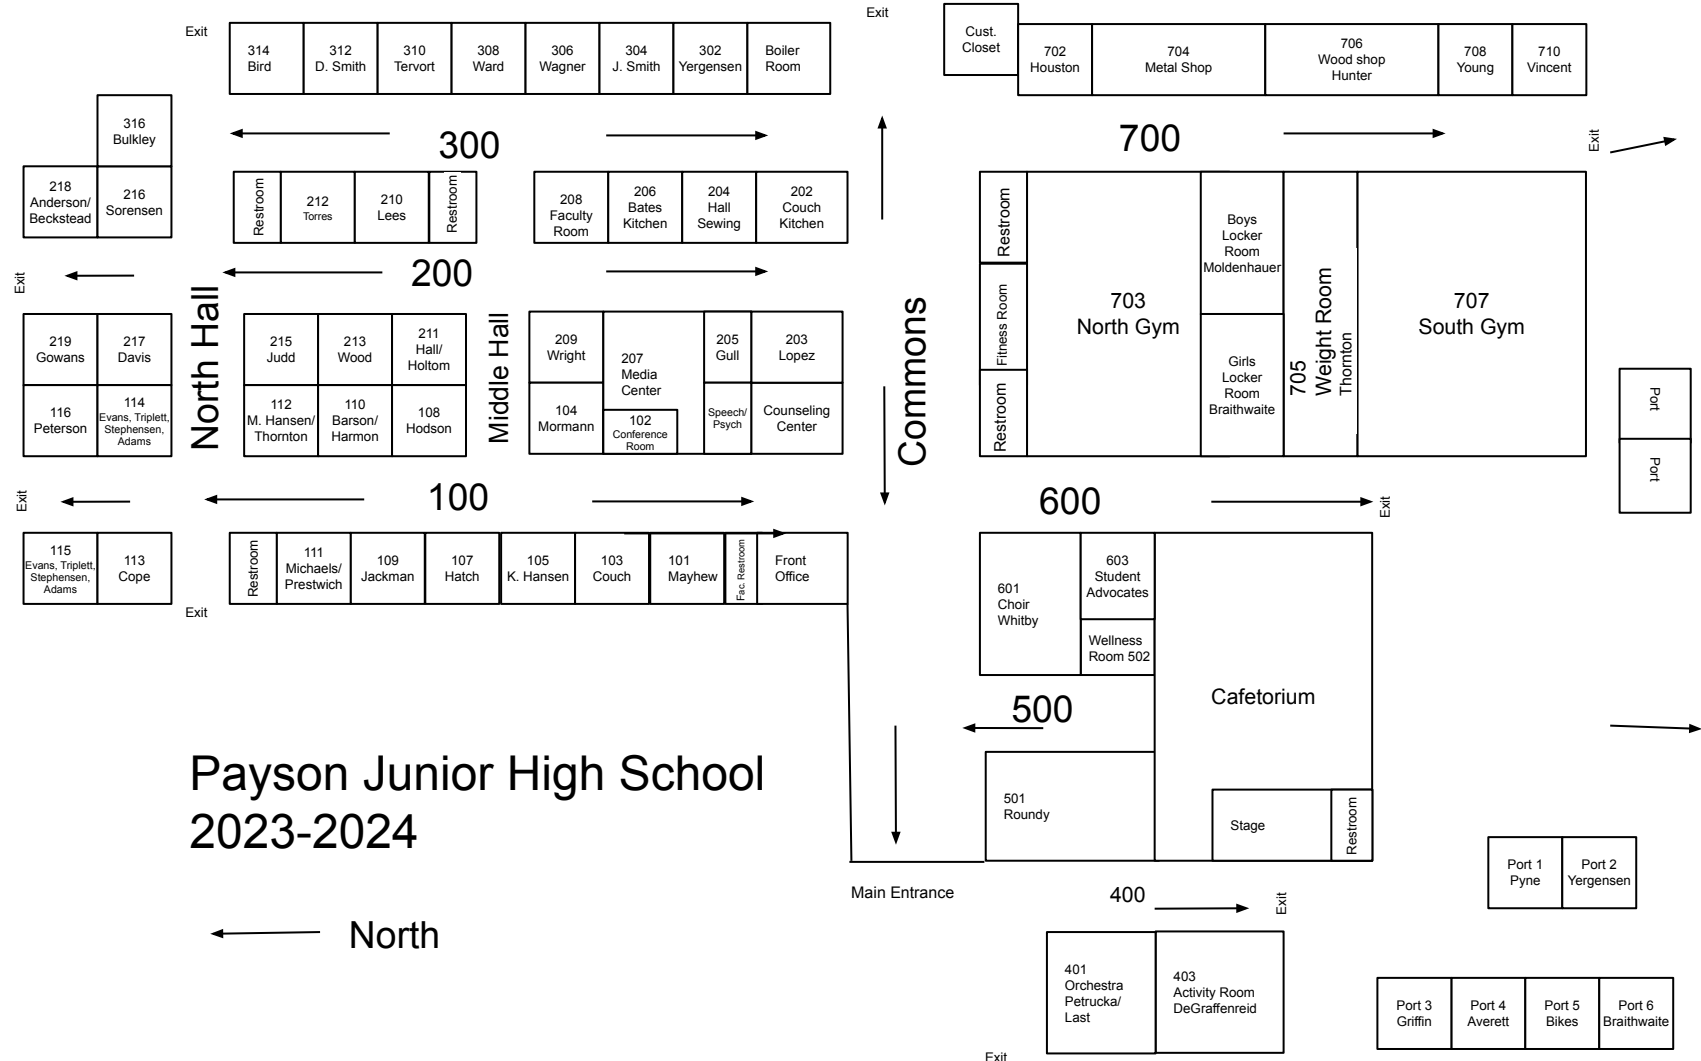 Exit
314
Bird
312
D. Smith
310
Tervort
308
Ward
306
Wagner
304
J. Smith
302
Yergensen
Boiler
Room
Exit
Cust.
Closet
702
Houston
704
Metal Shop
706
Wood shop
Hunter
708
Young
710
Vincent
316
Bulkley
300
700
Exit
218
Anderson/
Beckstead
216
Sorensen
Restroom
212
Torres
210
Lees
Restroom
208
Faculty
Room
206
Bates
Kitchen
204
Hall
Sewing
202
Couch
Kitchen
Restroom
Fitness Room
Restroom
703
North Gym
Boys
Locker
Room
Moldenhauer
Girls
Locker
Room
Braithwaite
705
Weight Room
Thornton
707
South Gym
Exit
200
North Hall
Middle Hall
Commons
219
Gowans
217
Davis
215
Judd
213
Wood
211
Hall/
Holtom
209
Wright
207
Media
Center
205
Gull
203
Lopez
116
Peterson
114
Evans, Triplett,
Stephensen,
Adams
112
M. Hansen/
Thornton
110
Barson/
Harmon
108
Hodson
104
Mormann
102
Conference
Room
Speech/
Psych
Counseling
Center
Port
Port
Exit
100
600
Exit
115
Evans, Triplett,
Stephensen,
Adams
113
Cope
Restroom
111
Michaels/
Prestwich
109
Jackman
107
Hatch
105
K. Hansen
103
Couch
101
Mayhew
Fac. Restroom
Front
Office
Exit
601
Choir
Whitby
603
Student
Advocates
Wellness
Room 502
Cafetorium
500
501
Roundy
Stage
Restroom
Payson Junior High School
2023-2024
Main Entrance
400
Exit
Port 1
Pyne
Port 2
Yergensen
North
401
Orchestra
Petrucka/
Last
403
Activity Room
DeGraffenreid
Port 3
Griffin
Port 4
Averett
Port 5
Bikes
Port 6
Braithwaite
Exit